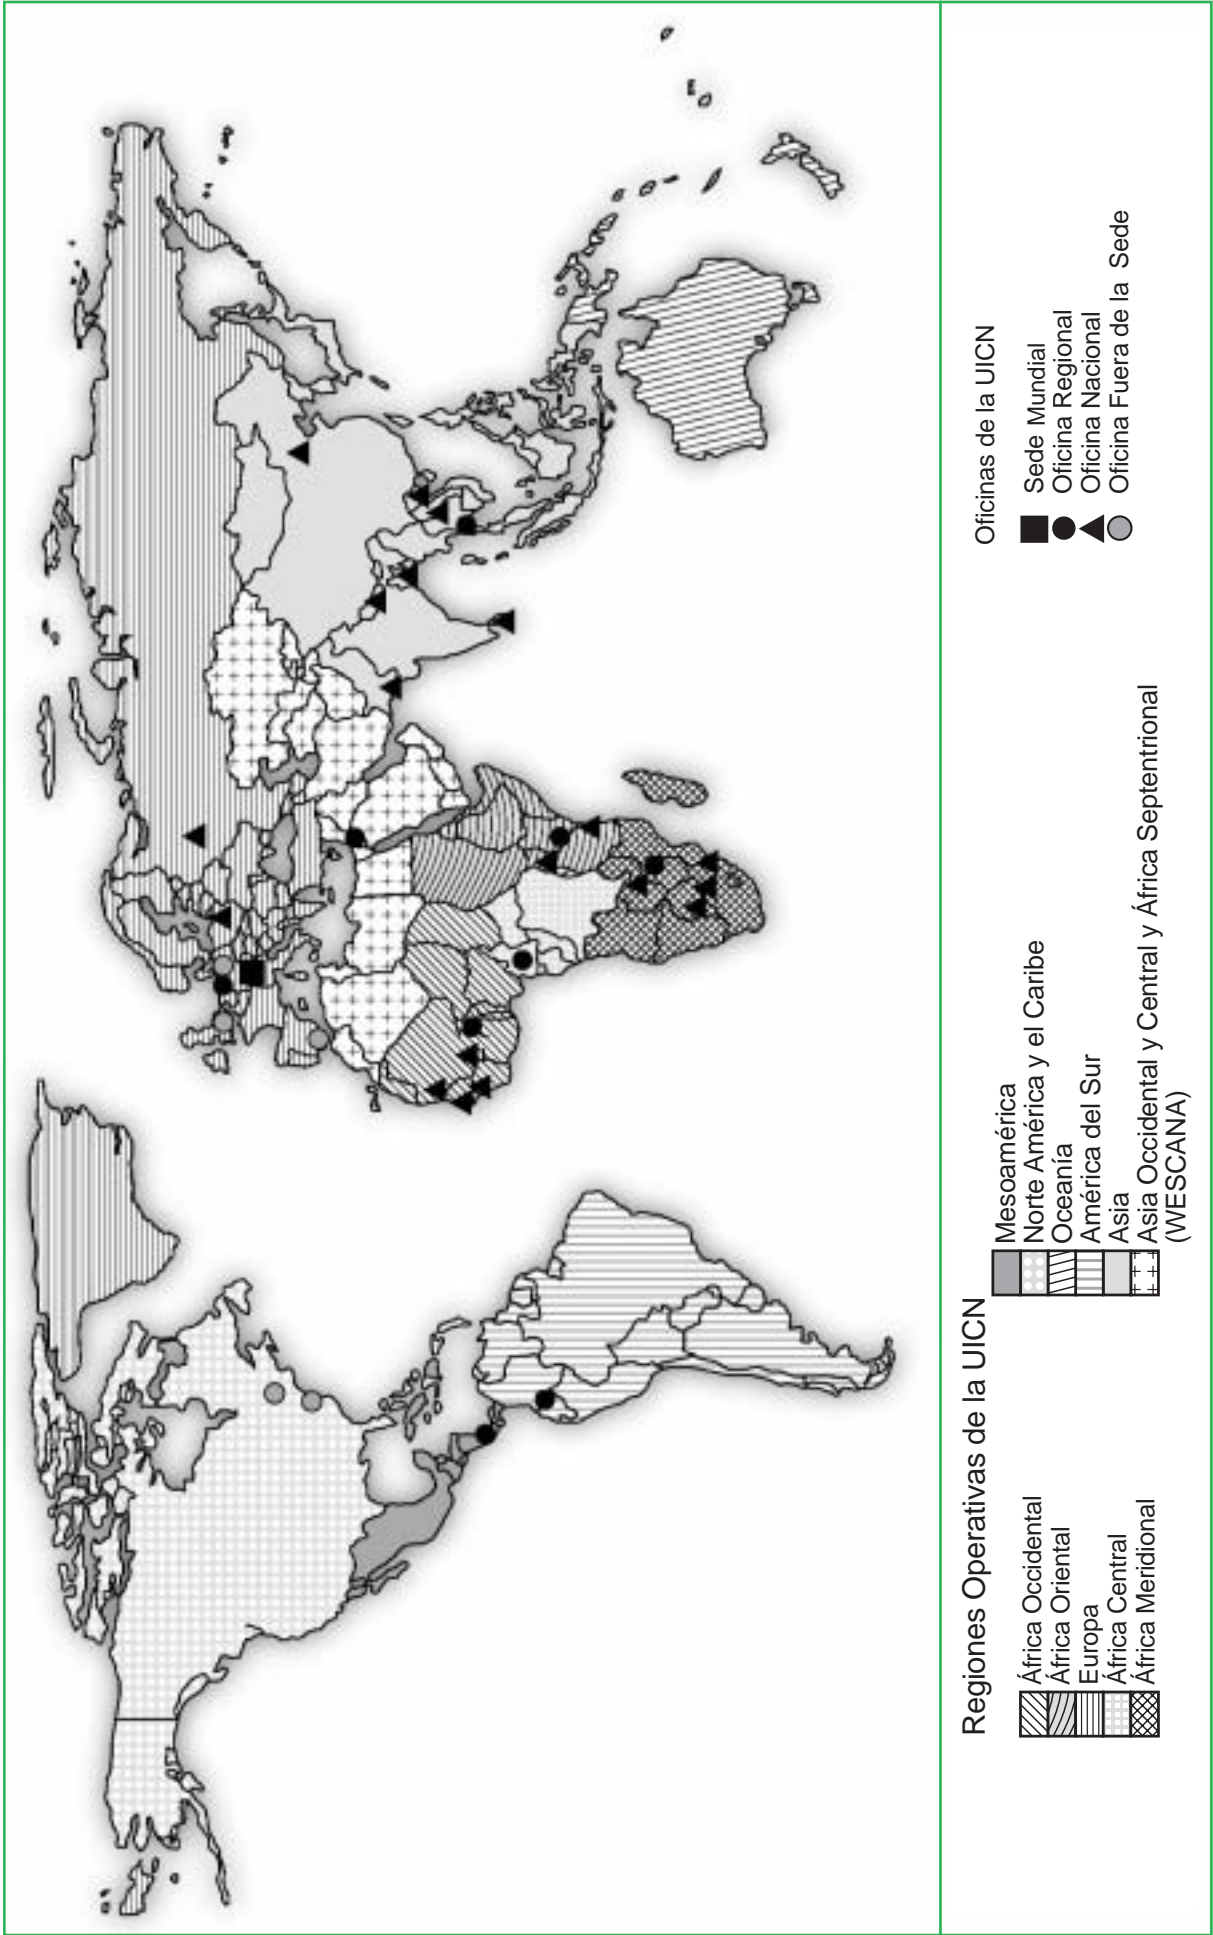 Regiones Operativas de la UICN
África Occidental
África Oriental
Europa
África Central
África Meridional
Mesoamérica
Norte América y el Caribe
Oceanía
América del Sur
Asia
Asia Occidental y Central y África Septentrional
(WESCANA)
Oficinas de la UICN
Sede Mundial
Oficina Regional
Oficina Nacional
Oficina Fuera de la Sede